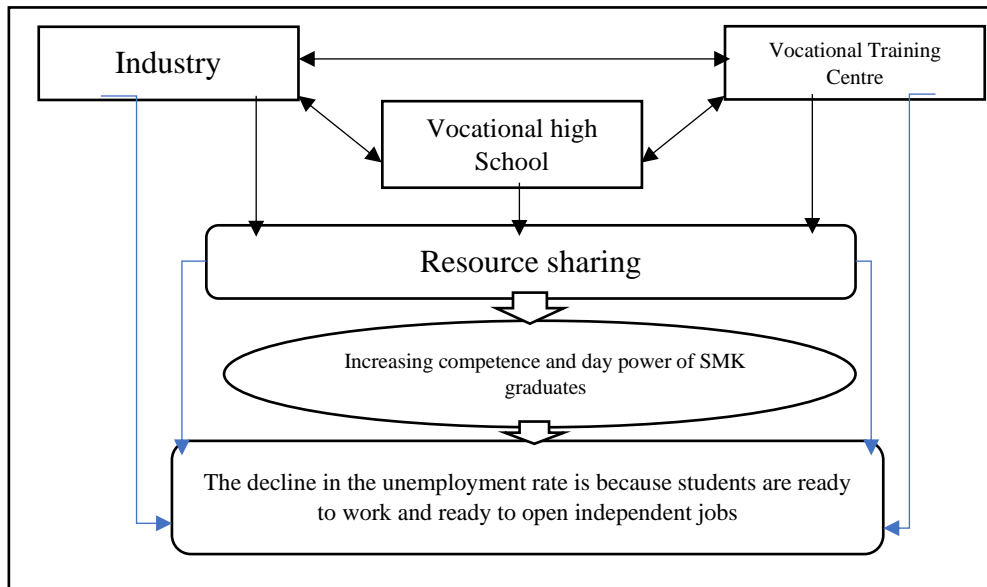 Industry
Vocational Training
Centre
Vocational high
School
Resource sharing
Increasing competence and day power of SMK
graduates
The decline in the unemployment rate is because students are ready
to work and ready to open independent jobs